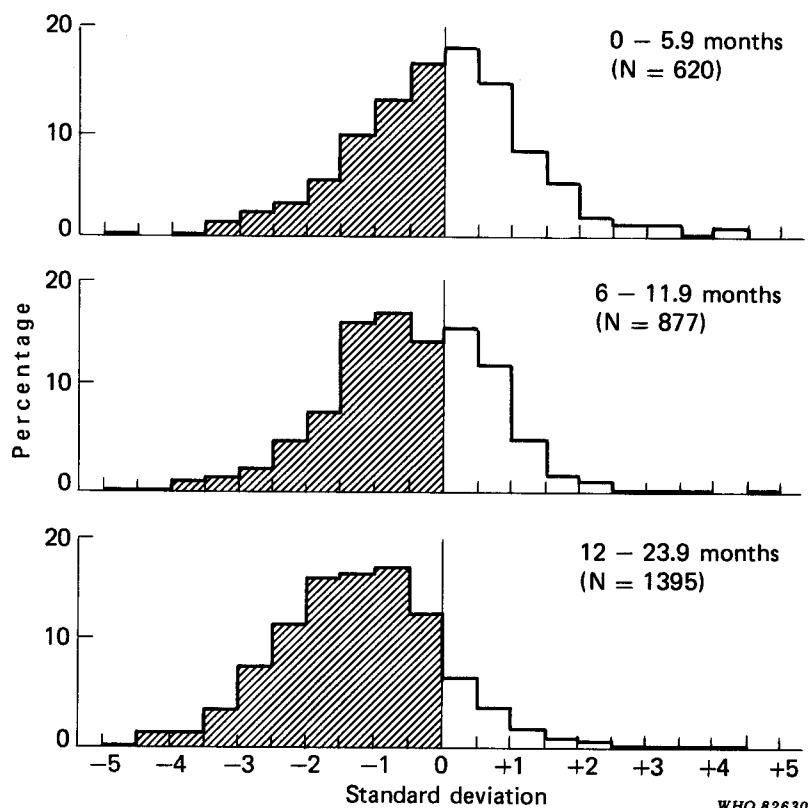 20
0 – 5.9 months
(N = 620)
10
0
20
6 – 11.9 months
(N = 877)
10
0
Percentage
20
12 – 23.9 months
(N = 1395)
10
0
−5 −4 −3 −2 −1 0 +1 +2 +3 +4 +5
Standard deviation
WHO 82630